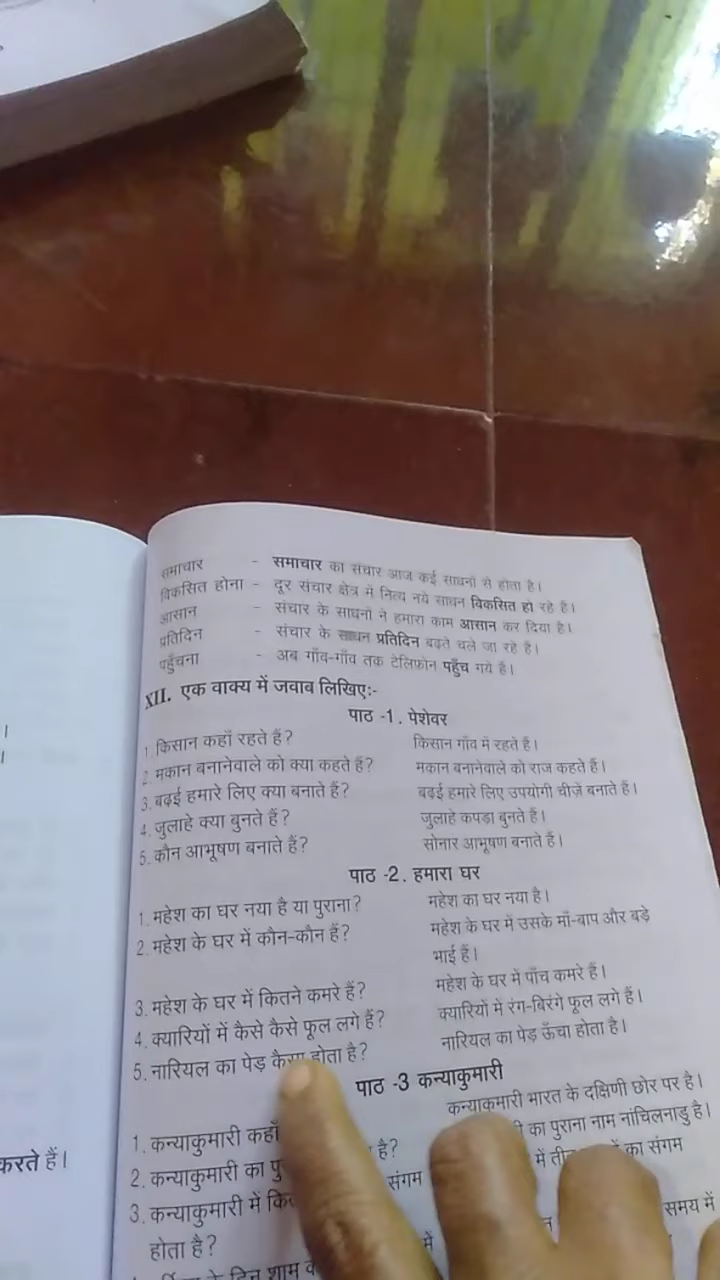 ।
।
करते हैं।
समाचार - समाचार का संचार आज कई साधनों से होता है।
विकसित होना - दूर संचार क्षेत्र में नित्य नये साधन विकसित हो रहे हैं।
आसान - संचार के साधनों ने हमारा काम आसान कर दिया है।
प्रतिदिन - संचार के साधन प्रतिदिन बढ़ते चले जा रहे है।
पहुँचना - अब गाँव-गाँव तक टेलिफ़ोन पहुँच गये है।
XII. एक वाक्य में जवाब लिखिए:-
पाठ -1. पेशेवर
1. किसान कहाँ रहते हैं? किसान गाँव में रहते हैं।
2. मकान बनानेवाले को क्या कहते हैं? मकान बनानेवाले को राज कहते हैं।
3. बढ़ई हमारे लिए क्या बनाते हैं? बढ़ई हमारे लिए उपयोगी चीज़ें बनाते हैं।
4. जुलाहे क्या बुनते हैं? जुलाहे कपड़ा बुनते हैं।
5. कौन आभूषण बनाते हैं? सोनार आभूषण बनाते हैं।
पाठ -2. हमारा घर
1. महेश का घर नया है या पुराना? महेश का घर नया है।
2. महेश के घर में कौन-कौन हैं? महेश के घर में उसके माँ-बाप और बड़े
भाई हैं।
3. महेश के घर में कितने कमरे हैं? महेश के घर में पाँच कमरे हैं।
4. क्यारियों में कैसे कैसे फूल लगे हैं? क्यारियों में रंग-बिरंगे फूल लगे हैं।
5. नारियल का पेड़ कैसा होता है? नारियल का पेड़ ऊँचा होता है।
पाठ -3 कन्याकुमारी
1. कन्याकुमारी कहाँ कन्याकुमारी भारत के दक्षिणी छोर पर है।
2. कन्याकुमारी का है? का पुराना नाम नांचिलनाडु है।
3. कन्याकुमारी में संगम में का संगम
होता है?
दिन शाम में समय में